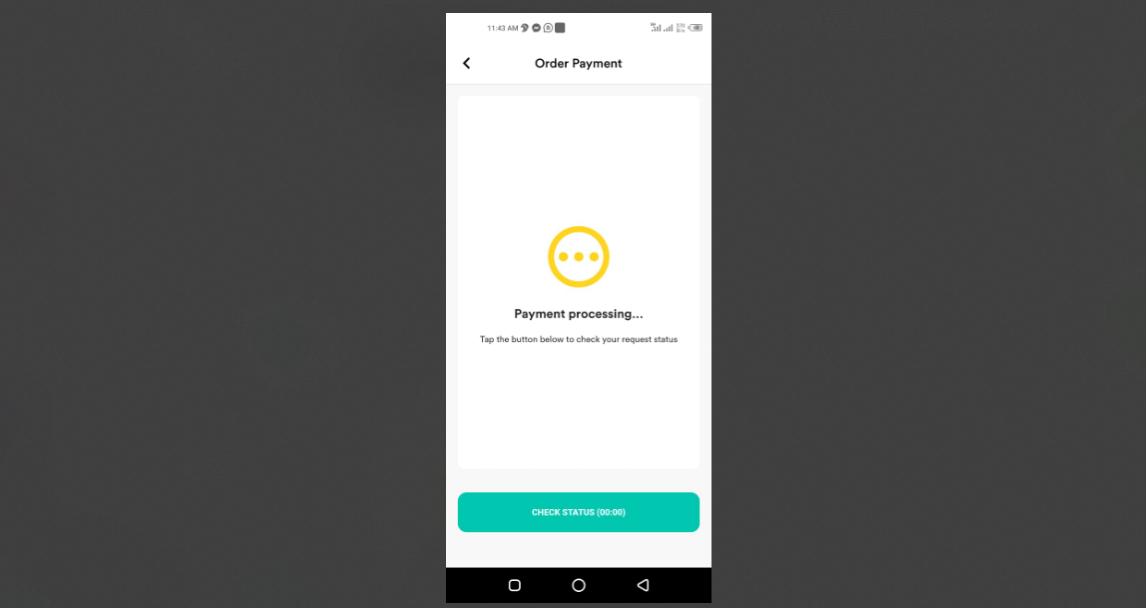 11:43 AM
Order Payment
Payment processing...
Tap the button below to check your request status
CHECK STATUS (00:00)